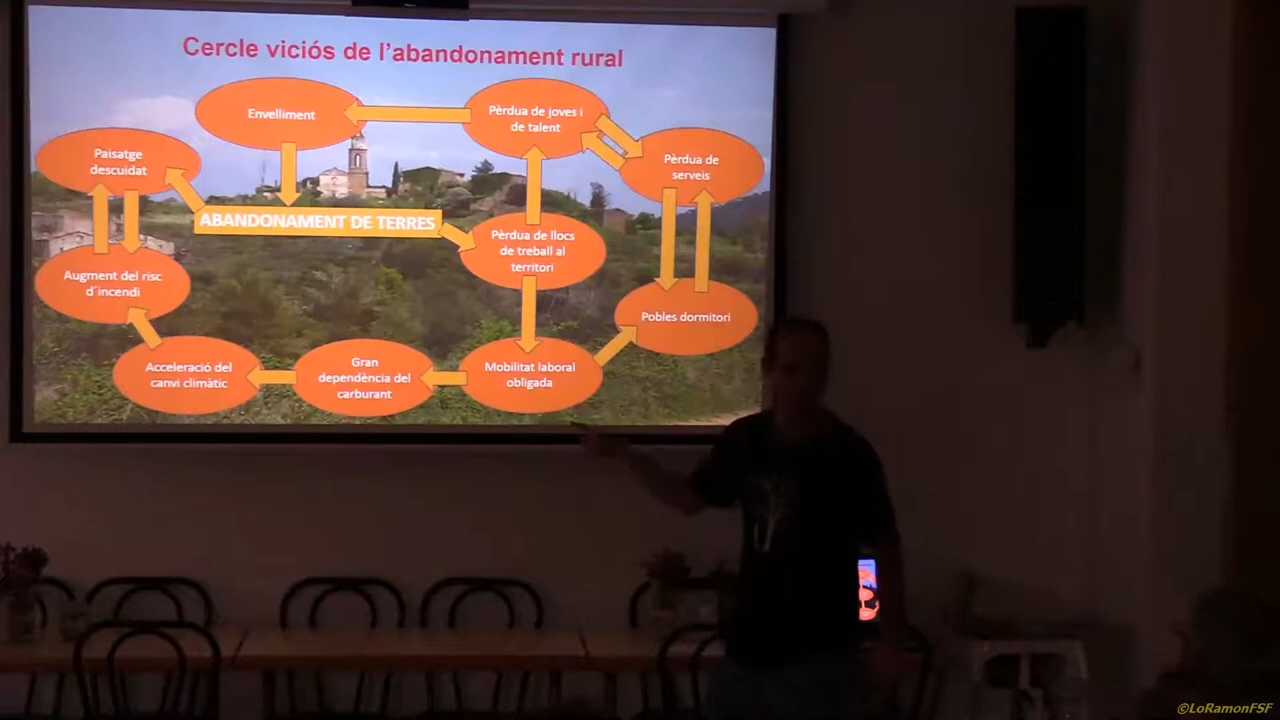 Cercle viciós de l'abandonament rural
Envelliment
Pèrdua de joves i
de talent
Paisatge
descuidat
Pèrdua de
serveis
ABANDONAMENT DE TERRES
Pèrdua de llocs
de treball al
territori
Augment del risc
d´incendi
Pobles dormitori
Acceleració del
canvi climàtic
Gran
dependència del
carburant
Mobilitat laboral
obligada
©LoRamonFSF